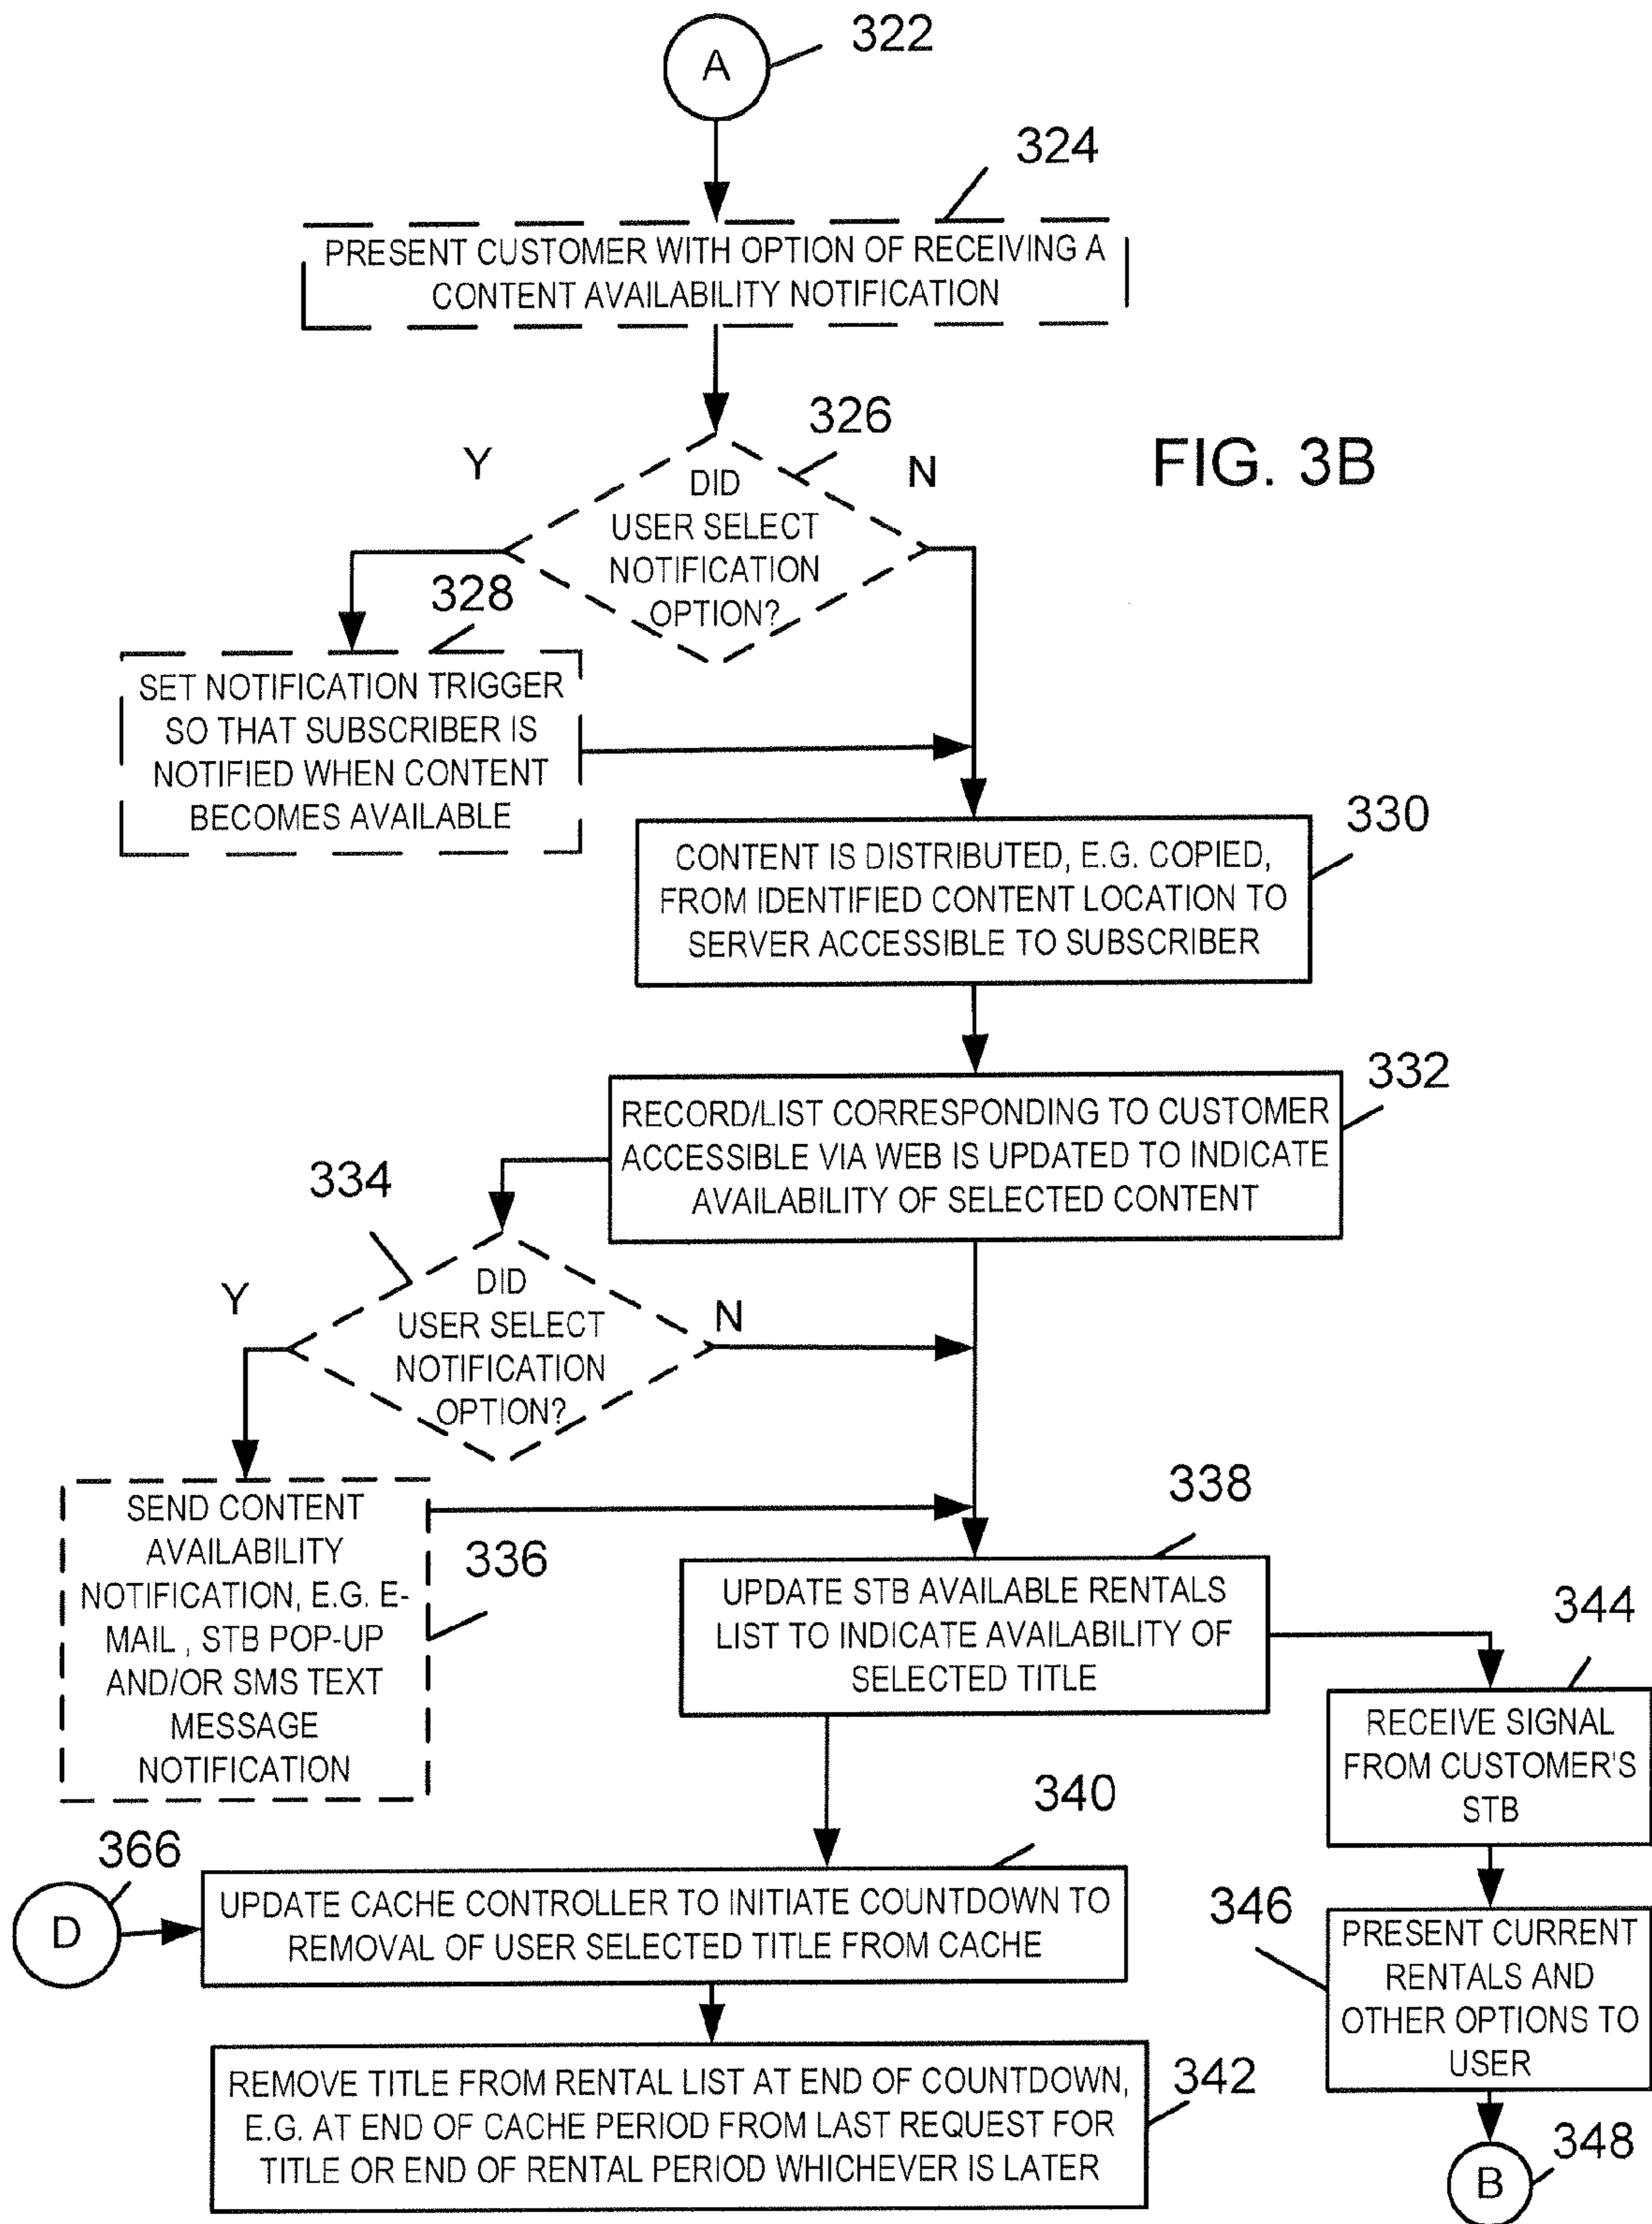 A
322
324
PRESENT CUSTOMER WITH OPTION OF RECEIVING A
CONTENT AVAILABILITY NOTIFICATION
326
Y
N
FIG. 3B
DID
USER SELECT
NOTIFICATION
OPTION?
328
SET NOTIFICATION TRIGGER
SO THAT SUBSCRIBER IS
NOTIFIED WHEN CONTENT
BECOMES AVAILABLE
330
CONTENT IS DISTRIBUTED, E.G. COPIED,
FROM IDENTIFIED CONTENT LOCATION TO
SERVER ACCESSIBLE TO SUBSCRIBER
332
RECORD/LIST CORRESPONDING TO CUSTOMER
ACCESSIBLE VIA WEB IS UPDATED TO INDICATE
AVAILABILITY OF SELECTED CONTENT
334
Y
N
DID
USER SELECT
NOTIFICATION
OPTION?
336
SEND CONTENT
AVAILABILITY
NOTIFICATION, E.G. E-
MAIL , STB POP-UP
AND/OR SMS TEXT
MESSAGE
NOTIFICATION
338
UPDATE STB AVAILABLE RENTALS
LIST TO INDICATE AVAILABILITY OF
SELECTED TITLE
344
RECEIVE SIGNAL
FROM CUSTOMER'S
STB
340
366
D
UPDATE CACHE CONTROLLER TO INITIATE COUNTDOWN TO
REMOVAL OF USER SELECTED TITLE FROM CACHE
346
PRESENT CURRENT
RENTALS AND
OTHER OPTIONS TO
USER
342
REMOVE TITLE FROM RENTAL LIST AT END OF COUNTDOWN,
E.G. AT END OF CACHE PERIOD FROM LAST REQUEST FOR
TITLE OR END OF RENTAL PERIOD WHICHEVER IS LATER
348
B